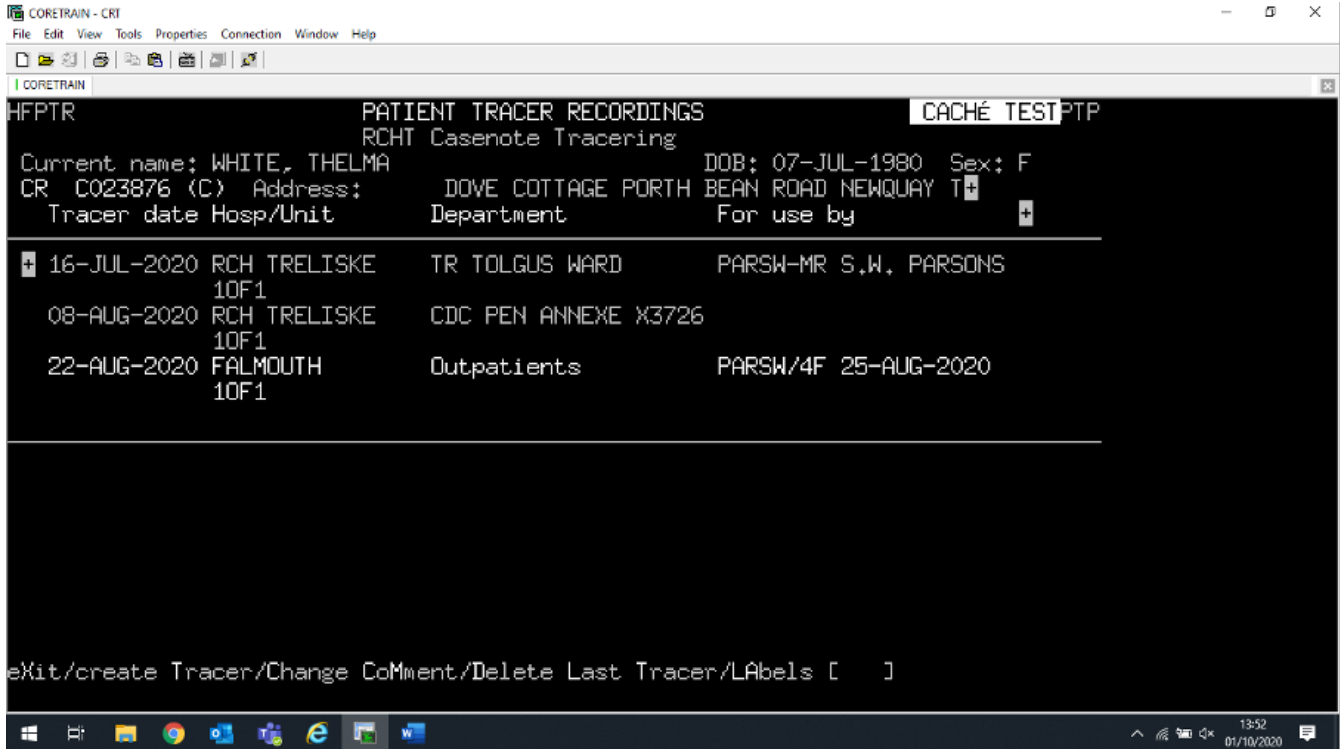 CORETRAIN - CRT
File Edit View Tools Properties Connection Window Help
CORETRAIN
HFPTR PATIENT TRACER RECORDINGS CACHÉ TESTPTP
RCHT Casenote Tracering
Current name: WHITE, THELMA DOB: 07-JUL-1980 Sex: F
CR C023876 (C) Address: DOVE COTTAGE PORTH BEAN ROAD NEWQUAY T+
Tracer date Hosp/Unit Department For use by +
+ 16-JUL-2020 RCH TRELISKE TR TOLGUS WARD PARSW-MR S.W. PARSONS
1OF1
08-AUG-2020 RCH TRELISKE CDC PEN ANNEXE X3726
1OF1
22-AUG-2020 FALMOUTH Outpatients PARSW/4F 25-AUG-2020
1OF1
eXit/create Tracer/Change CoMment/Delete Last Tracer/LAbels [ ]
13:52
01/10/2020